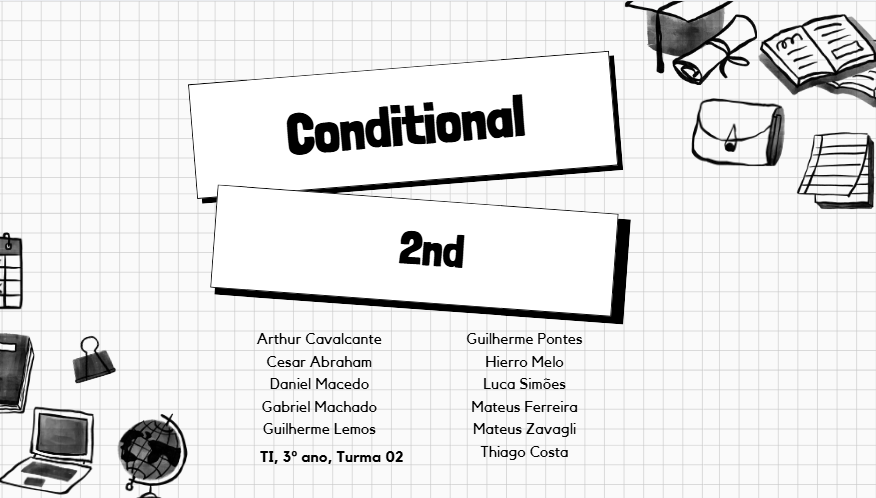 Conditional
2nd
Arthur Cavalcante
Cesar Abraham
Daniel Macedo
Gabriel Machado
Guilherme Lemos
TI, 3º ano, Turma 02
Guilherme Pontes
Hierro Melo
Luca Simões
Mateus Ferreira
Mateus Zavagli
Thiago Costa